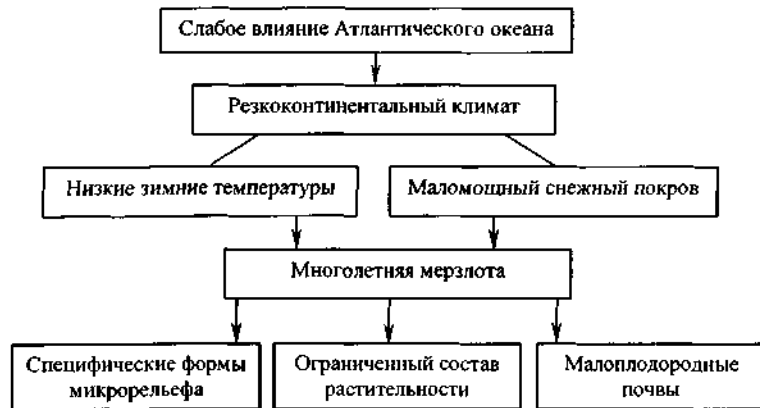 Слабое влияние Атлантического океана
Резкоконтинентальный климат
Низкие зимние температуры
Маломощный снежный покров
Многолетняя мерзлота
Специфические формы
микрорельефа
Ограниченный состав
растительности
Малоплодородные
почвы